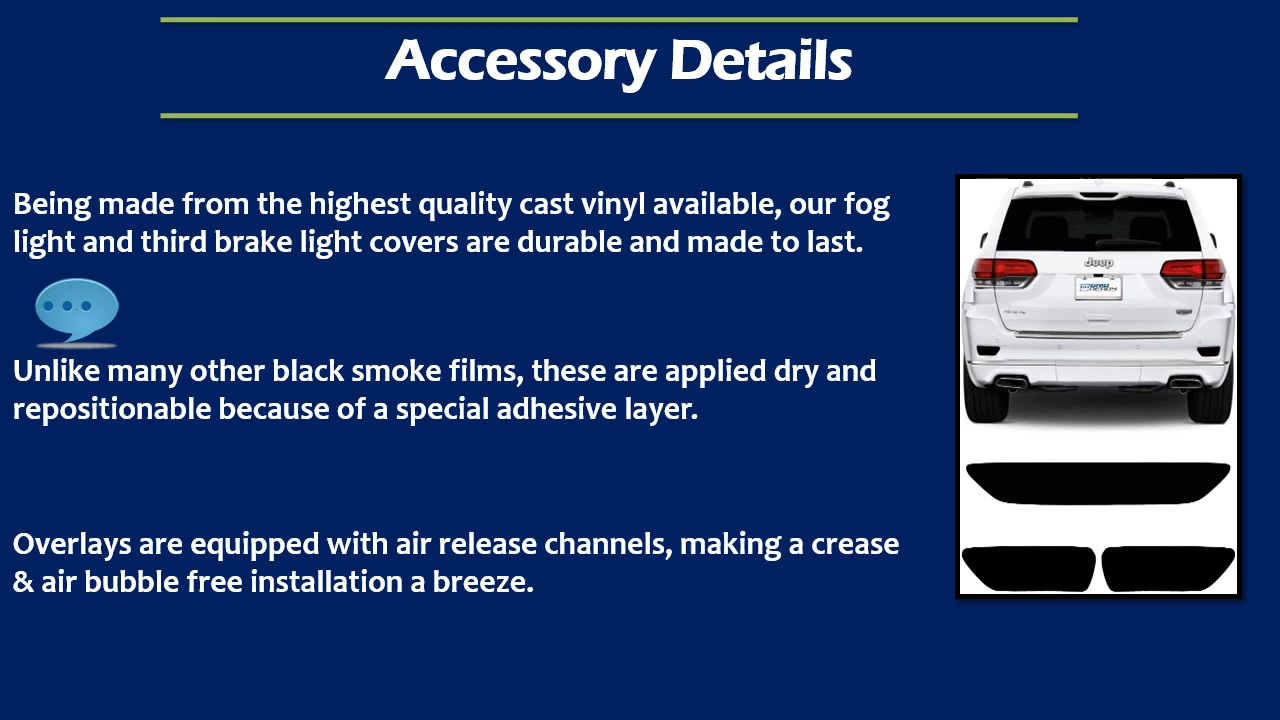 Accessory Details
Being made from the highest quality cast vinyl available, our fog
light and third brake light covers are durable and made to last.
Unlike many other black smoke films, these are applied dry and
repositionable because of a special adhesive layer.
Overlays are equipped with air release channels, making a crease
& air bubble free installation a breeze.
Jeep